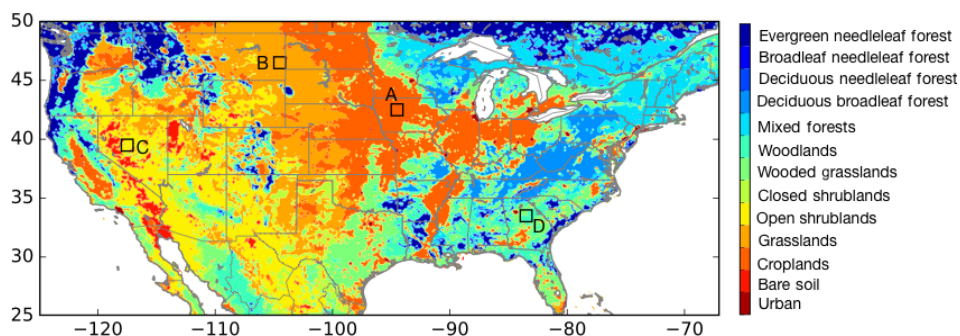 50
45
40
35
30
25
−120
−110
−100
−90
−80
−70
B
A
C
D
Evergreen needleleaf forest
Broadleaf needleleaf forest
Deciduous needleleaf forest
Deciduous broadleaf forest
Mixed forests
Woodlands
Wooded grasslands
Closed shrublands
Open shrublands
Grasslands
Croplands
Bare soil
Urban